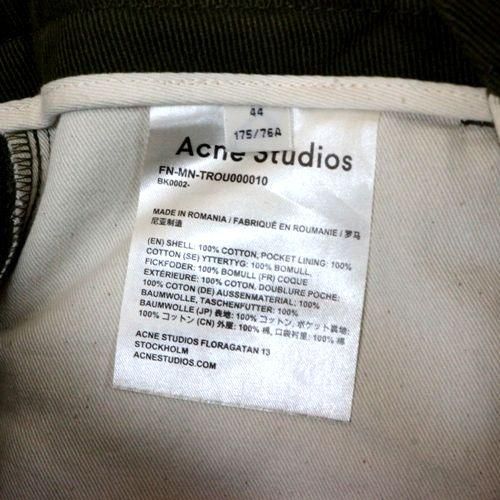 44
175/76A
Acne Studios
FN-MN-TROU000010
BK0002-
MADE IN ROMANIA / FABRIQUÉ EN ROUMANIE / 罗马
尼亚制造
(EN) SHELL: 100% COTTON, POCKET LINING: 100%
COTTON (SE) YTTERTYG: 100% BOMULL,
FICKFODER: 100% BOMULL (FR) COQUE
EXTÉRIEURE: 100% COTON, DOUBLURE POCHE:
100% COTON (DE) AUSSENMATERIAL: 100%
BAUMWOLLE, TASCHENFUTTER: 100%
BAUMWOLLE (JP) 表地: 100% コットン, ポケット裏地:
100% コットン (CN) 外層: 100% 棉, 口袋衬里: 100% 棉
ACNE STUDIOS FLORAGATAN 13
STOCKHOLM
ACNESTUDIOS.COM